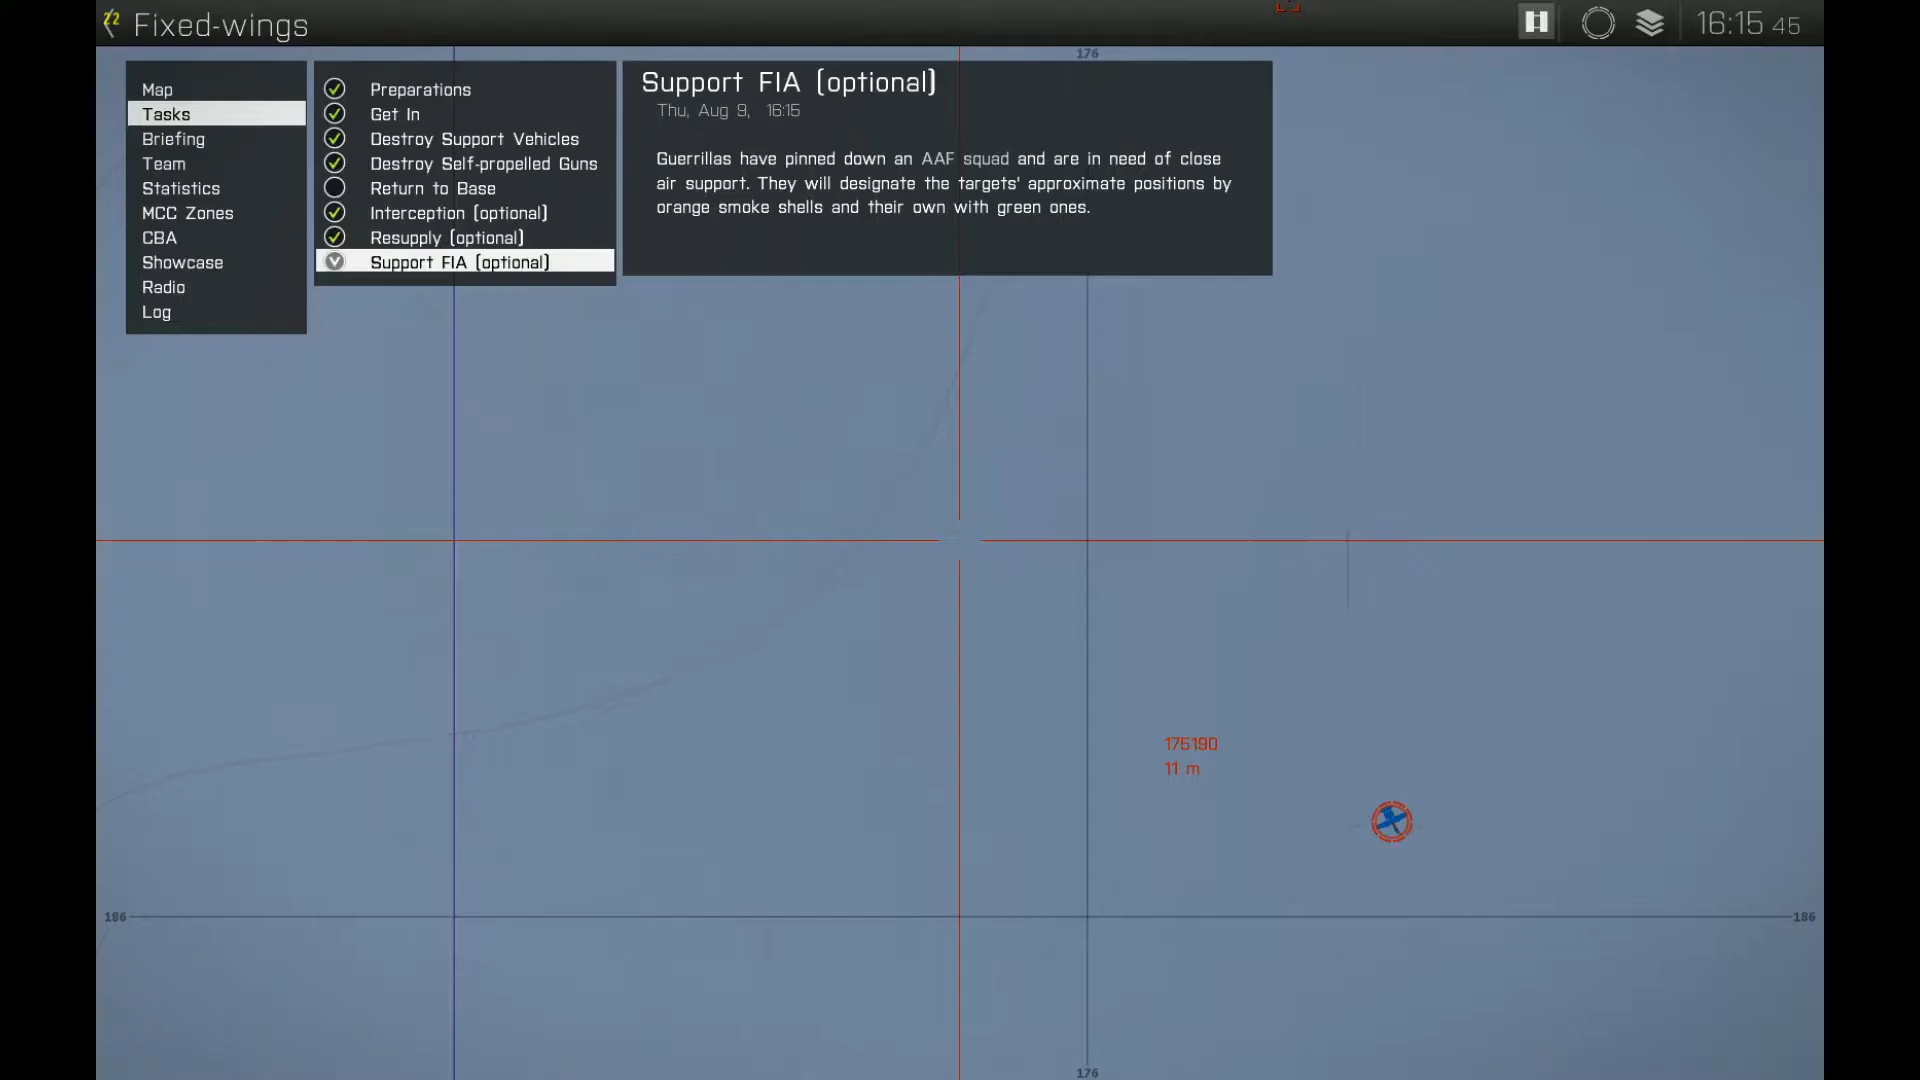 22
Fixed-wings
16:15 45
176
Map
Tasks
Briefing
Team
Statistics
MCC Zones
CBA
Showcase
Radio
Log
Preparations
Get In
Destroy Support Vehicles
Destroy Self-propelled Guns
Return to Base
Interception (optional)
Resupply (optional)
Support FIA (optional)
Support FIA (optional)
Thu, Aug 9, 16:15
Guerrillas have pinned down an AAF squad and are in need of close
air support. They will designate the targets' approximate positions by
orange smoke shells and their own with green ones.
175190
11 m
186
186
176